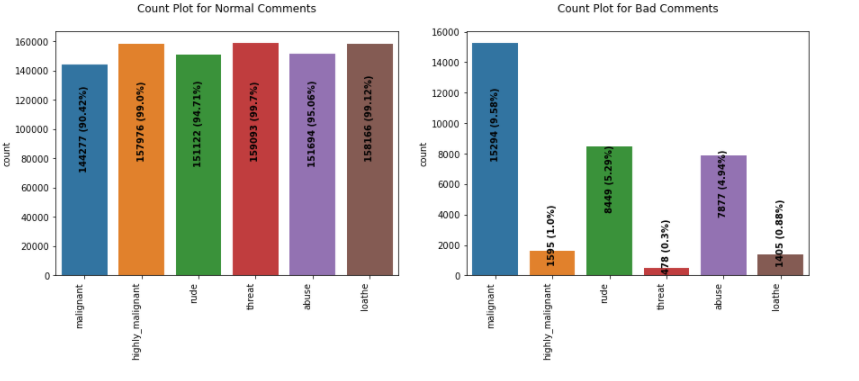 Count Plot for Normal Comments
160000
140000
120000
100000
80000
60000
40000
20000
0
count
144277 (90.42%)
157976 (99.0%)
151122 (94.71%)
159093 (99.7%)
151694 (95.06%)
158166 (99.12%)
malignant
highly_malignant
rude
threat
abuse
loathe
Count Plot for Bad Comments
16000
14000
12000
10000
8000
6000
4000
2000
0
count
15294 (9.58%)
1595 (1.0%)
8449 (5.29%)
478 (0.3%)
7877 (4.94%)
1405 (0.88%)
malignant
highly_malignant
rude
threat
abuse
loathe